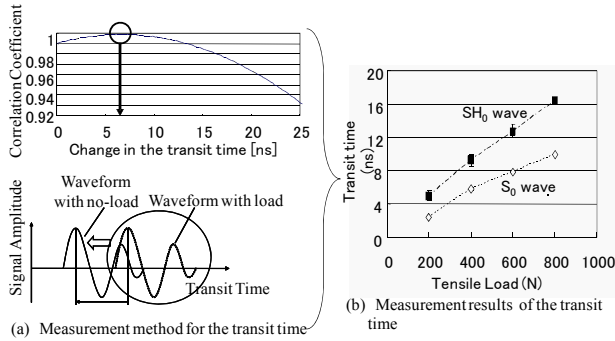 Correlation Coefficient
1
0.98
0.96
0.94
0.92
0 5 10 15 20 25
Change in the transit time [ns]
Signal Amplitude
Waveform
with no-load
Waveform with load
Transit Time
(a) Measurement method for the transit time
Transit time
(ns)
20
16
12
8
4
0
SH0 wave
S0 wave
0 200 400 600 800 1000
Tensile Load (N)
(b) Measurement results of the transit
time